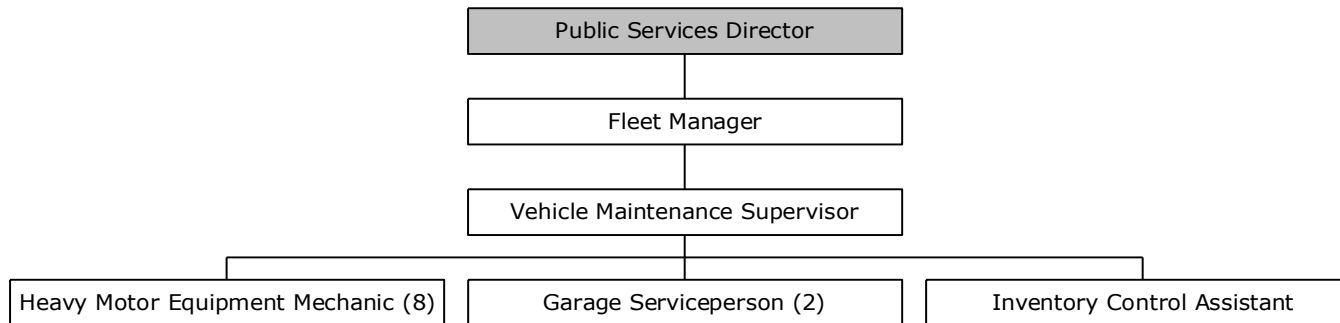 Public Services Director
Fleet Manager
Vehicle Maintenance Supervisor
Heavy Motor Equipment Mechanic (8)
Garage Serviceperson (2)
Inventory Control Assistant